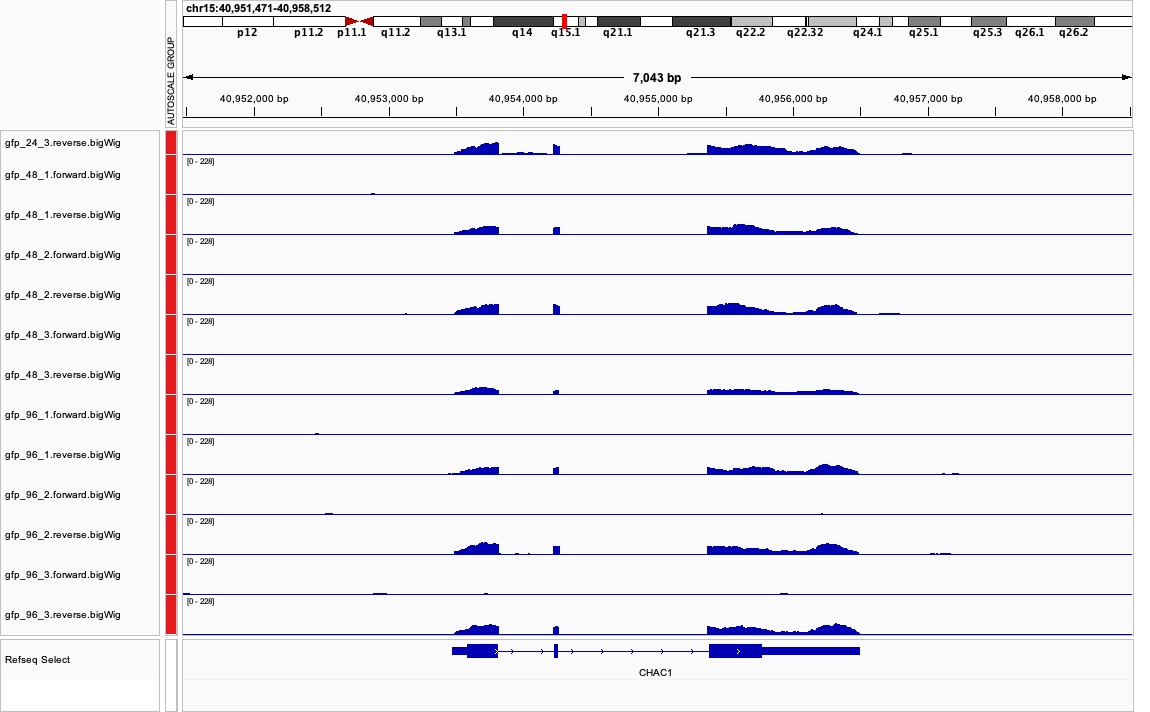 chr15:40,951,471-40,958,512
p12 p11.2 p11.1 q11.2 q13.1 q14 q15.1 q21.1 q21.3 q22.2 q22.32 q24.1 q25.1 q25.3 q26.1 q26.2
AUTOSCALE GROUP
7,043 bp
40,952,000 bp 40,953,000 bp 40,954,000 bp 40,955,000 bp 40,956,000 bp 40,957,000 bp 40,958,000 bp
gfp_24_3.reverse.bigWig
[0 - 228]
gfp_48_1.forward.bigWig
[0 - 228]
gfp_48_1.reverse.bigWig
[0 - 228]
gfp_48_2.forward.bigWig
[0 - 228]
gfp_48_2.reverse.bigWig
[0 - 228]
gfp_48_3.forward.bigWig
[0 - 228]
gfp_48_3.reverse.bigWig
[0 - 228]
gfp_96_1.forward.bigWig
[0 - 228]
gfp_96_1.reverse.bigWig
[0 - 228]
gfp_96_2.forward.bigWig
[0 - 228]
gfp_96_2.reverse.bigWig
[0 - 228]
gfp_96_3.forward.bigWig
[0 - 228]
gfp_96_3.reverse.bigWig
Refseq Select
CHAC1